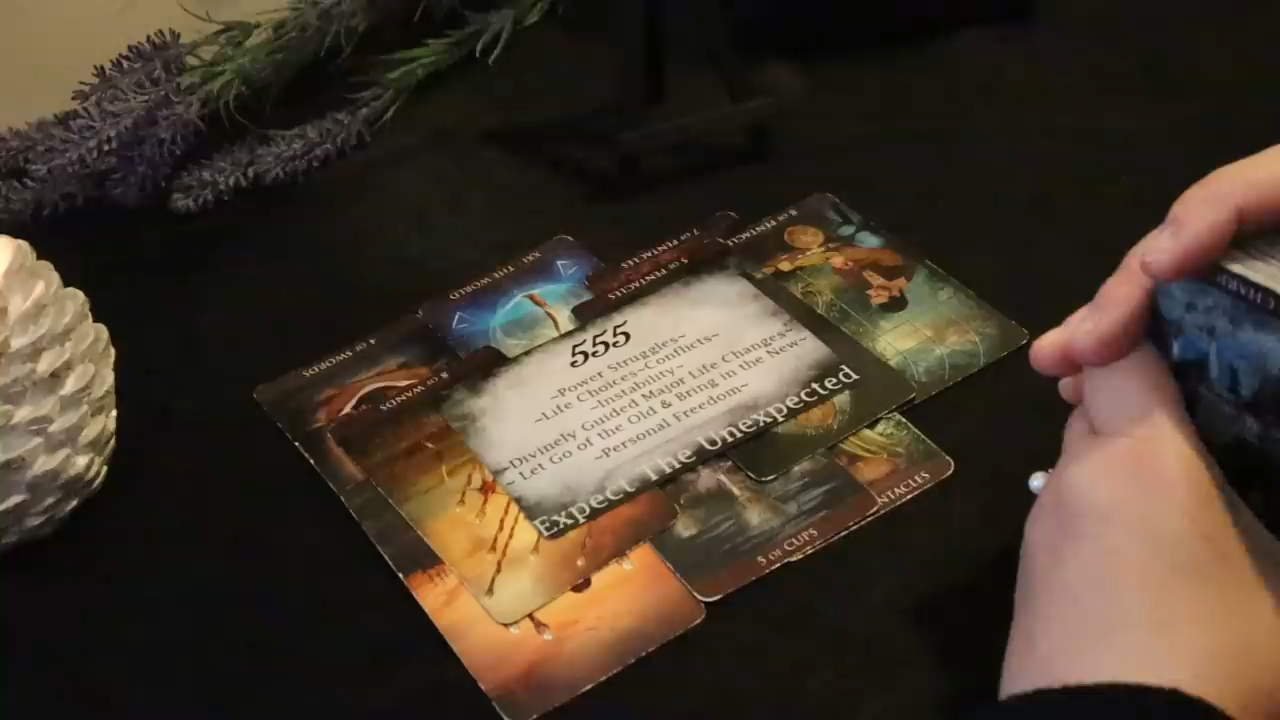 XXI. THE WORLD
7 OF PENTACLES
8 OF PENTACLE
5 OF PENTACLES
4 OF SWORDS
8 OF WANDS
555
~Power Struggles~
~Life Choices~Conflicts~
~Instability~
~Divinely Guided Major Life Changes~
~ Let Go of the Old & Bring in the New~
~Personal Freedom~
Expect The Unexpected
NTACLES
5 OF CUPS